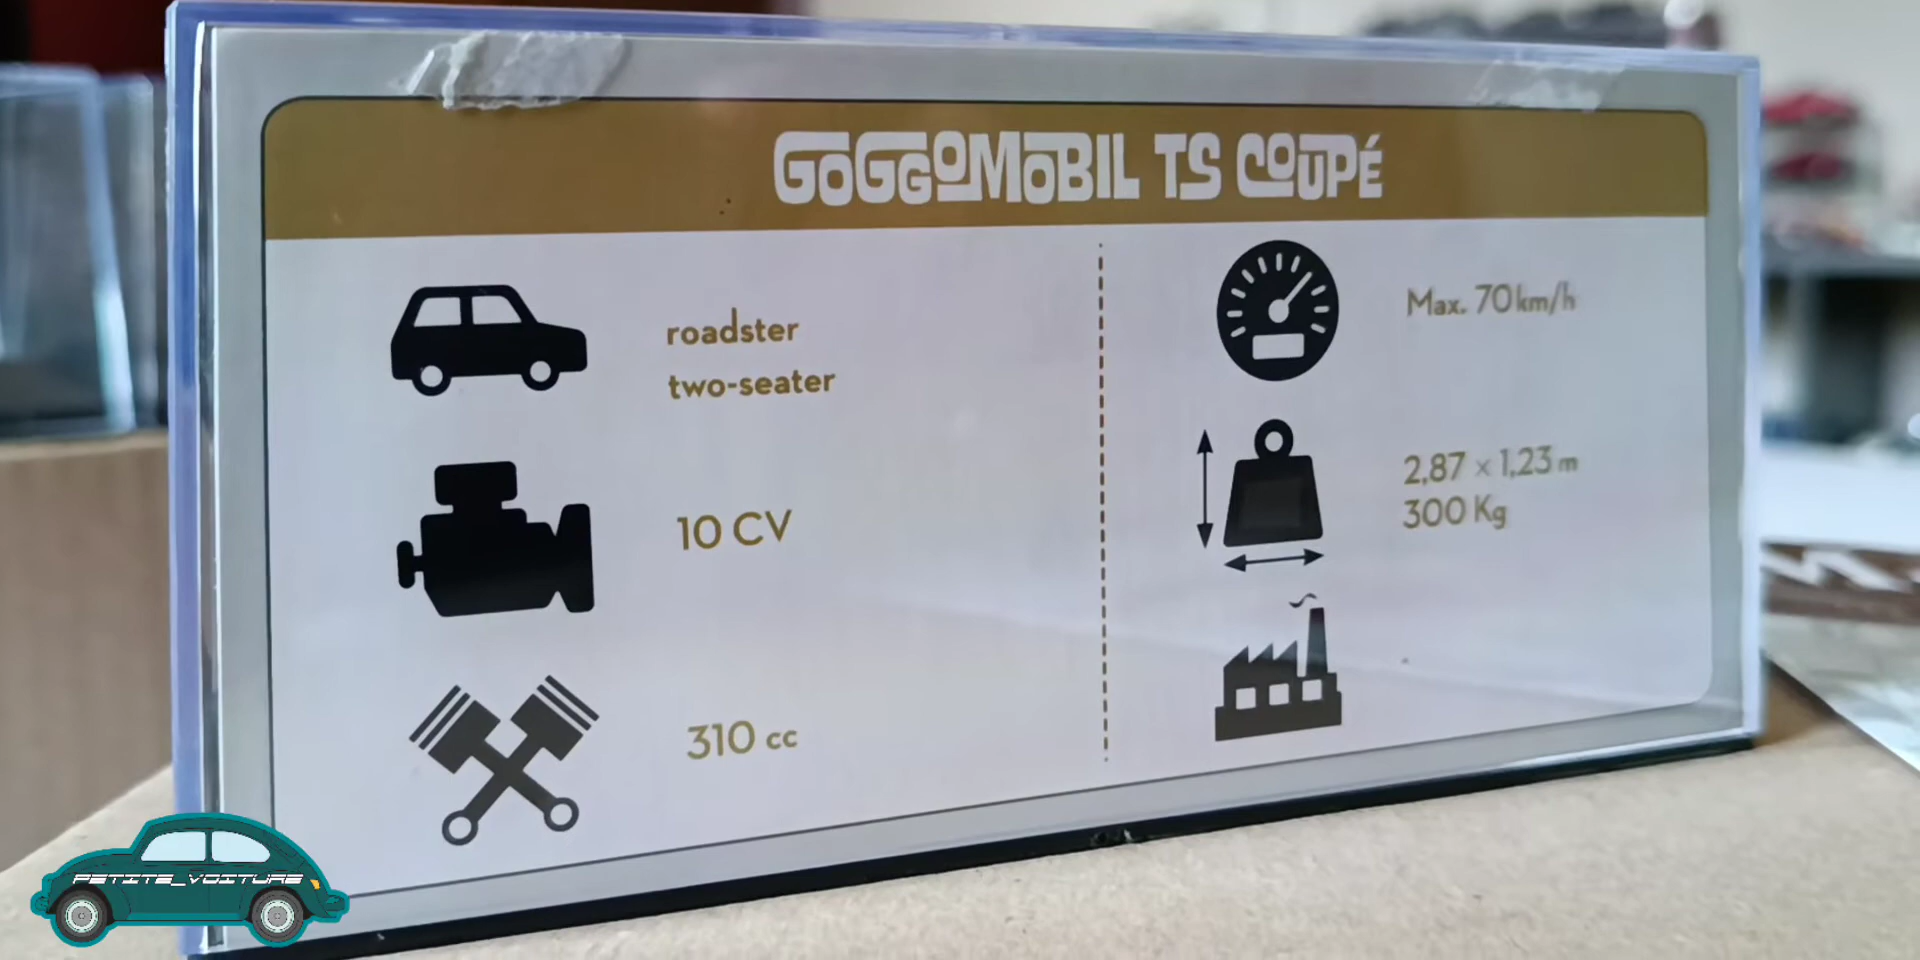 GOGGOMOBIL TS COUPÉ
roadster
two-seater
10 CV
310 cc
Max. 70 km/h
2,87 x 1,23 m
300 Kg
PETITE_VOITURE